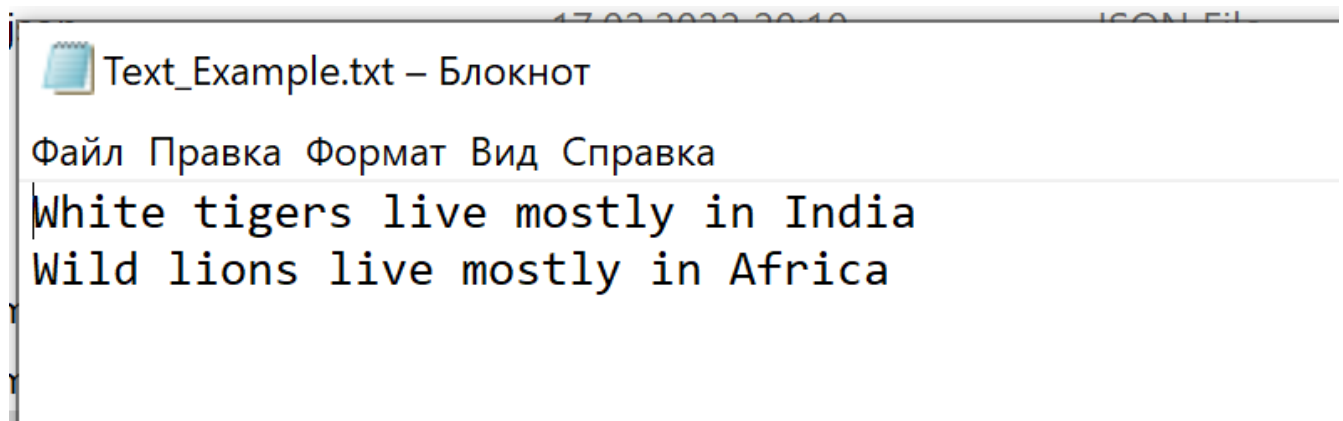 Text_Example.txt – Блокнот
Файл Правка Формат Вид Справка
White tigers live mostly in India
Wild lions live mostly in Africa